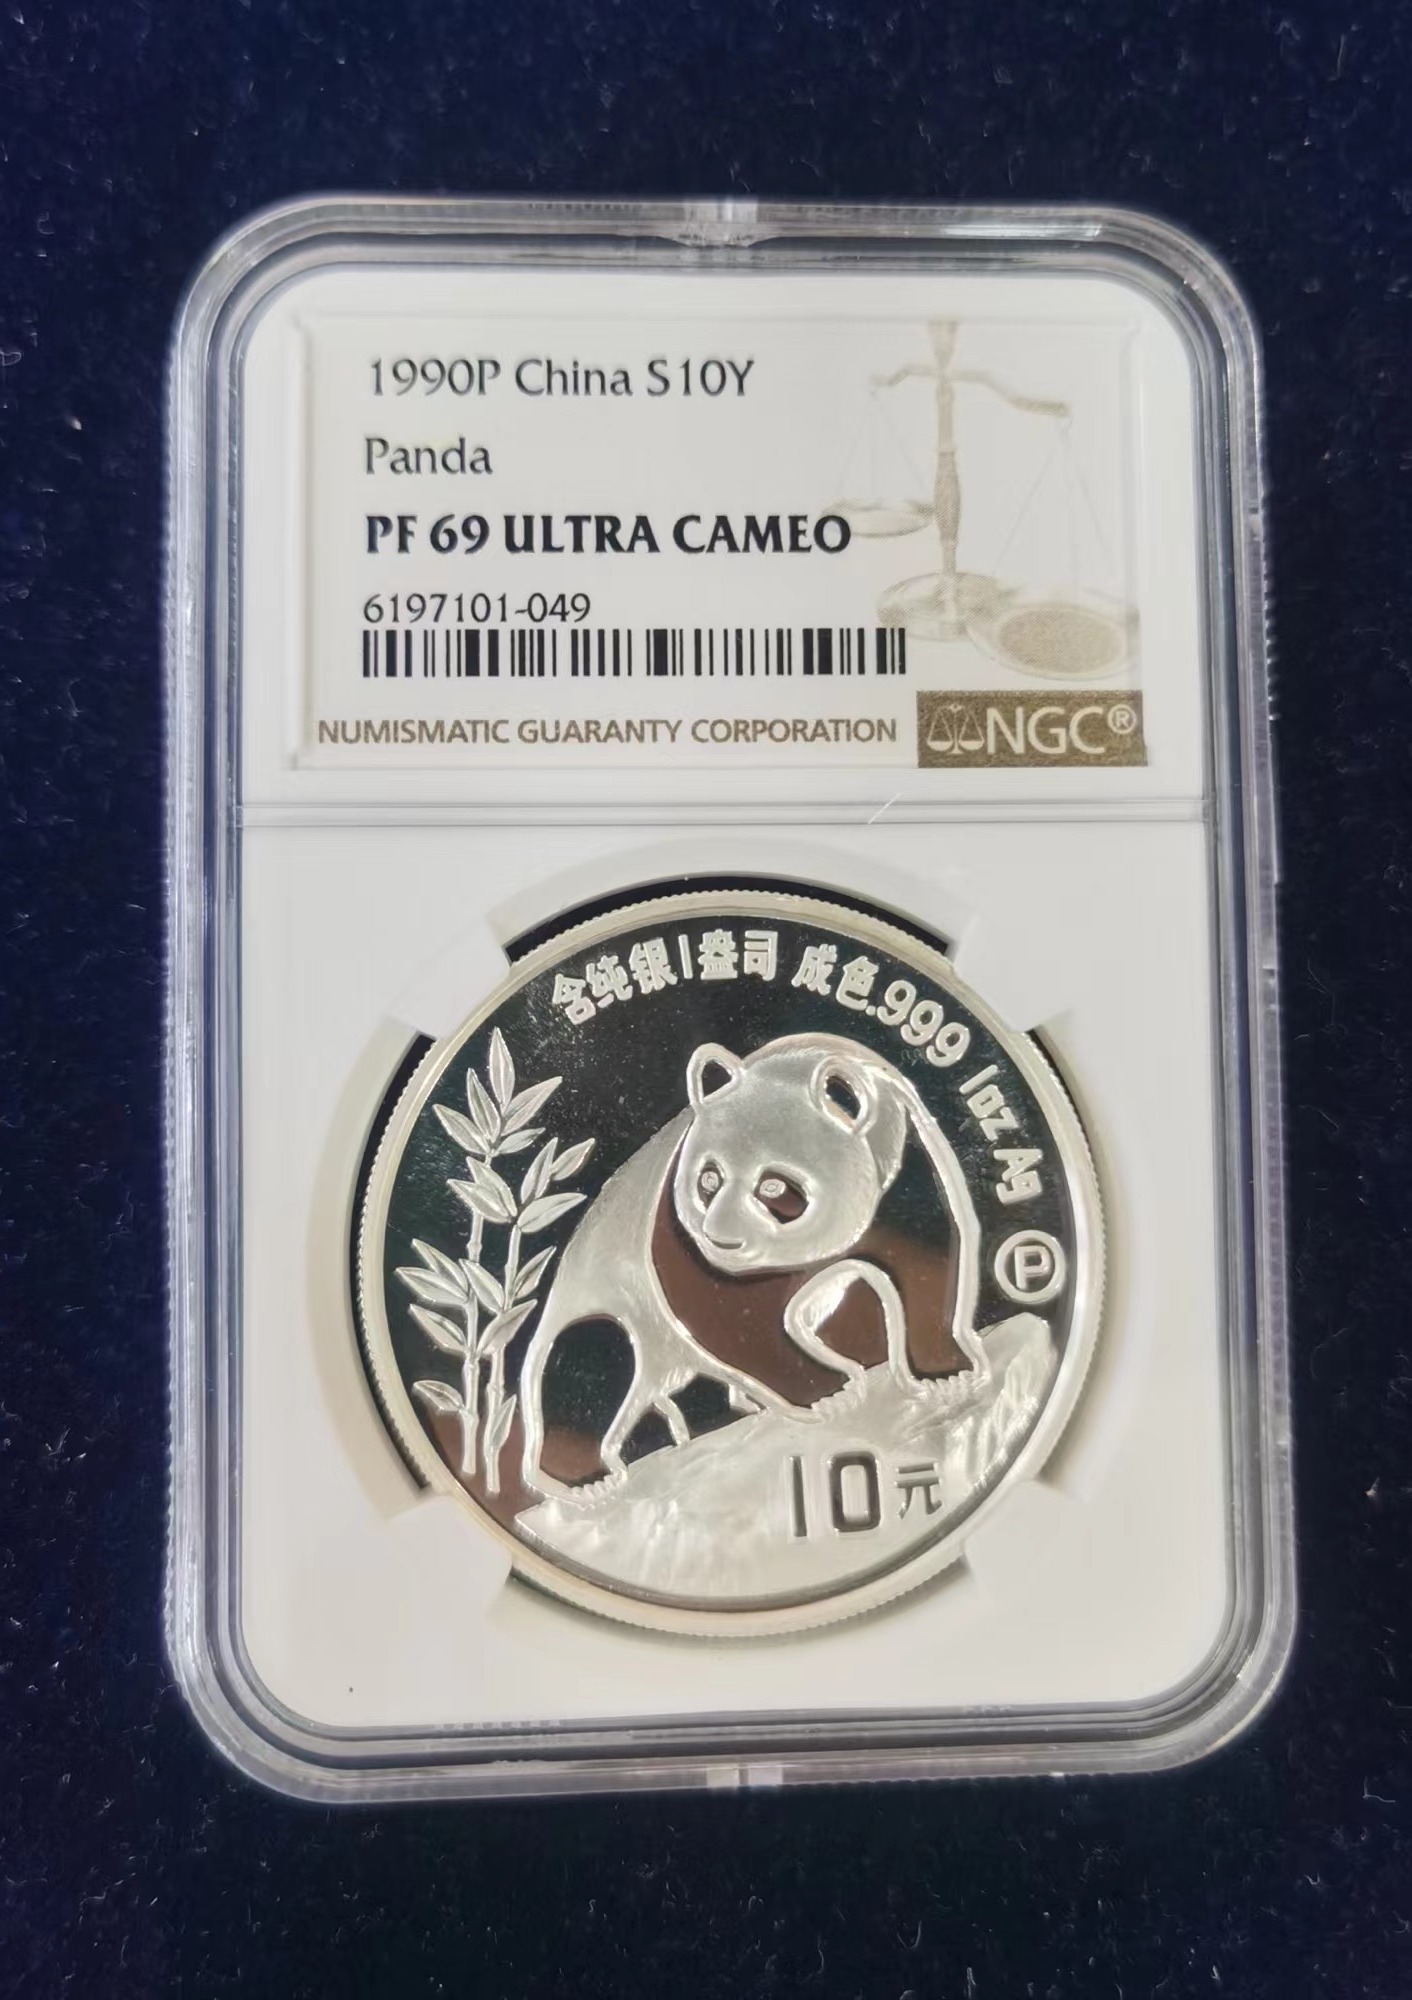 1990P China S10Y
Panda
PF 69 ULTRA CAMEO
6197101-049
NUMISMATIC GUARANTY CORPORATION
NGC®
含纯银1盎司 成色.999 1oz Ag P
10元